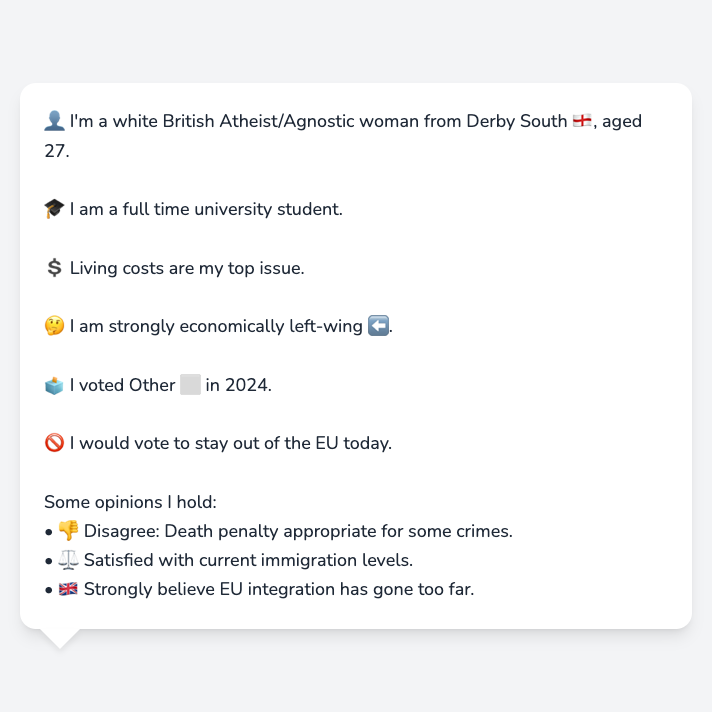 👤 I'm a white British Atheist/Agnostic woman from Derby South 🏴󠁧󠁢󠁥󠁮󠁧󠁿, aged
27.
🎓 I am a full time university student.
💲 Living costs are my top issue.
🤔 I am strongly economically left-wing ⬅️.
🗳️ I voted Other ⬜ in 2024.
🚫 I would vote to stay out of the EU today.
Some opinions I hold:
• 👎 Disagree: Death penalty appropriate for some crimes.
• ⚖️ Satisfied with current immigration levels.
• 🇬🇧 Strongly believe EU integration has gone too far.